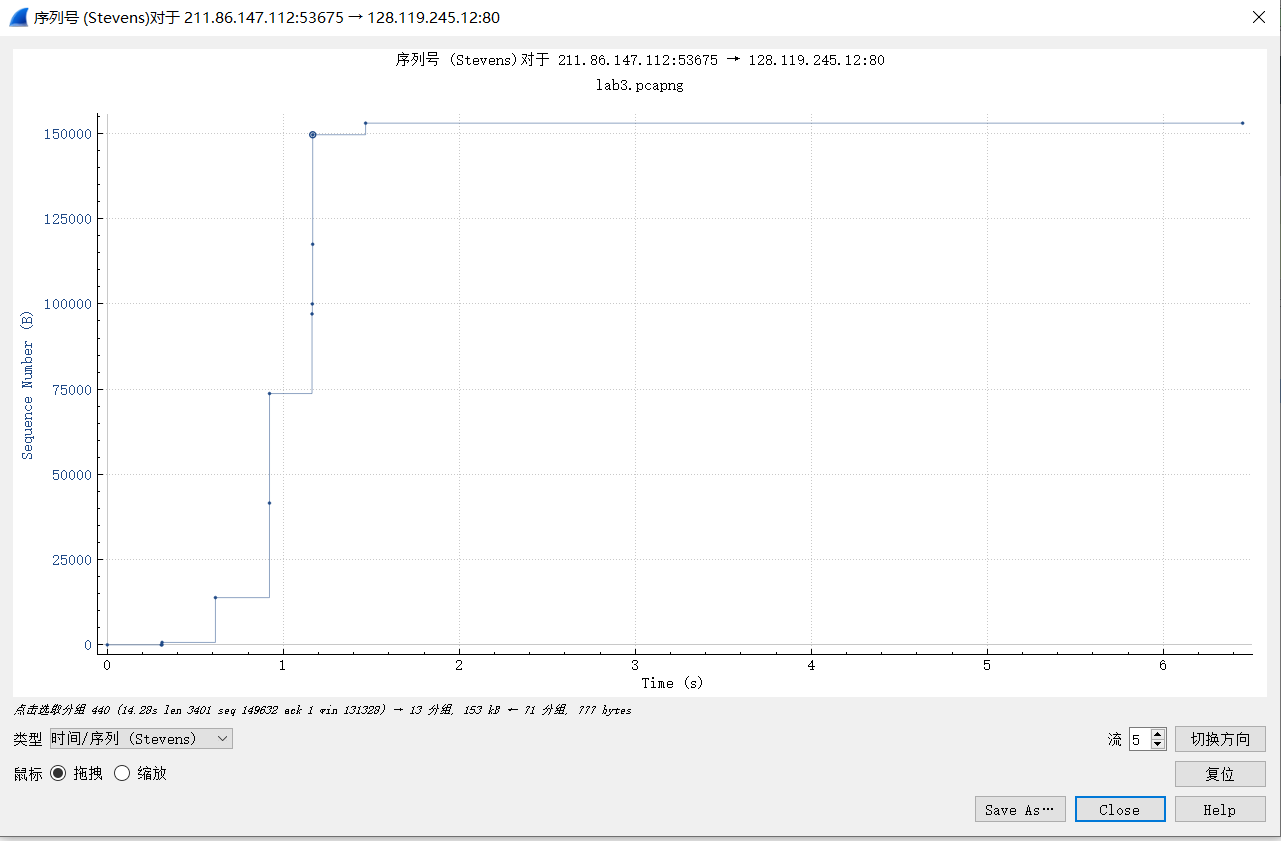 序列号 (Stevens)对于 211.86.147.112:53675 → 128.119.245.12:80
序列号 (Stevens)对于 211.86.147.112:53675 → 128.119.245.12:80
lab3.pcapng
Sequence Number (B)
150000
125000
100000
75000
50000
25000
0
0 1 2 3 4 5 6
Time (s)
点击选取分组 440 (14.28s len 3401 seq 149632 ack 1 win 131328) → 13 分组, 153 kB ← 71 分组, 777 bytes
类型 时间/序列 (Stevens) 流 5 切换方向
鼠标 拖拽 缩放 复位
Save As… Close Help